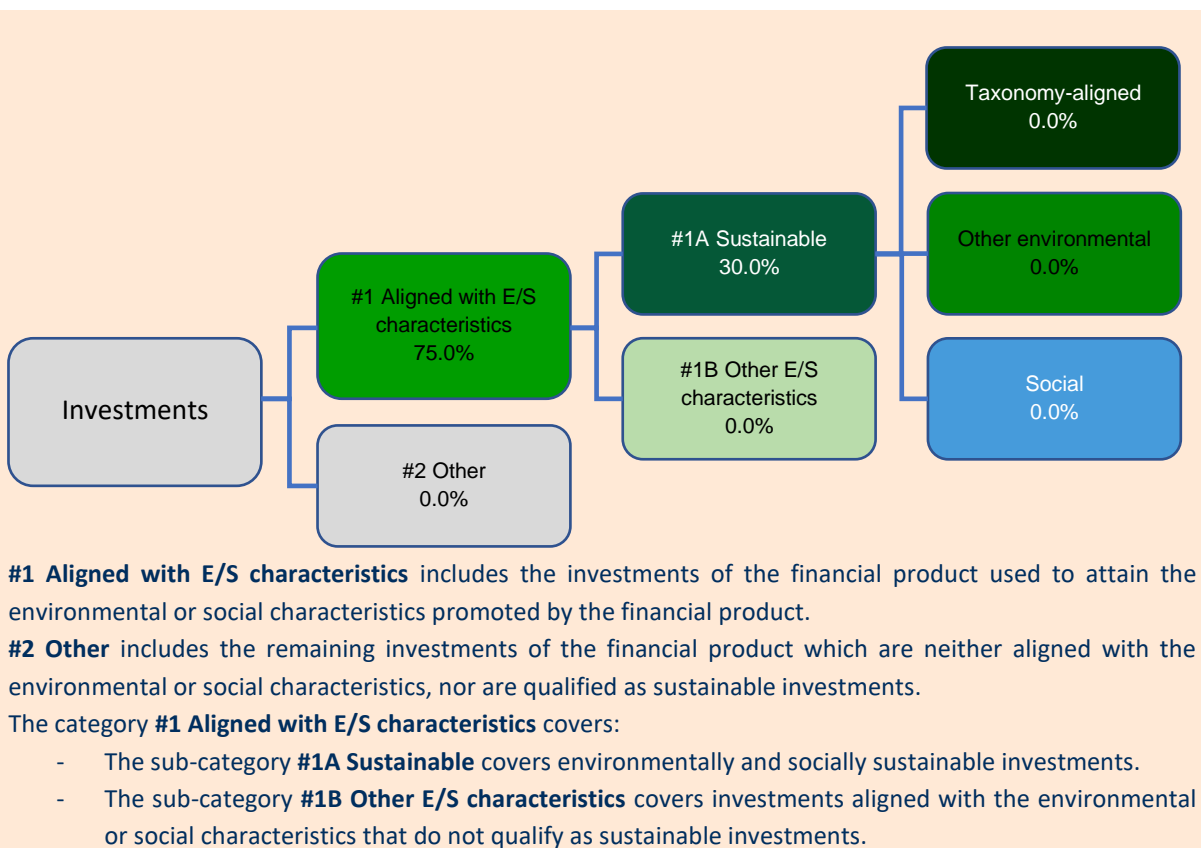 Taxonomy-aligned
0.0%
#1A Sustainable
30.0%
Other environmental
0.0%
#1 Aligned with E/S
characteristics
75.0%
Investments
#1B Other E/S
characteristics
0.0%
Social
0.0%
#2 Other
0.0%
#1 Aligned with E/S characteristics includes the investments of the financial product used to attain the
environmental or social characteristics promoted by the financial product.
#2 Other includes the remaining investments of the financial product which are neither aligned with the
environmental or social characteristics, nor are qualified as sustainable investments.
The category #1 Aligned with E/S characteristics covers:
- The sub-category #1A Sustainable covers environmentally and socially sustainable investments.
- The sub-category #1B Other E/S characteristics covers investments aligned with the environmental
or social characteristics that do not qualify as sustainable investments.